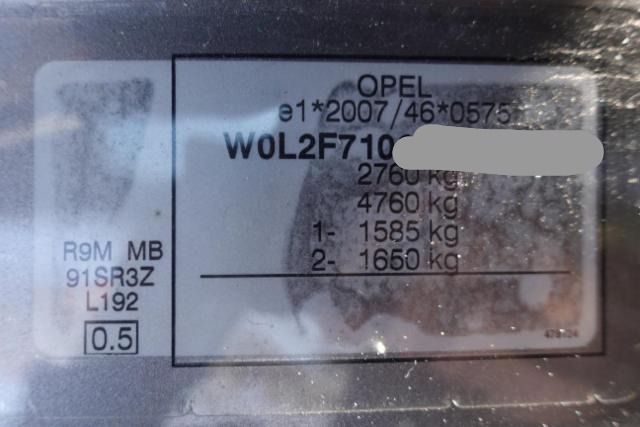 OPEL
e1*2007/46*0575
W0L2F710
2760 kg
4760 kg
1- 1585 kg
2- 1650 kg
R9M MB
91SR3Z
L192
0.5